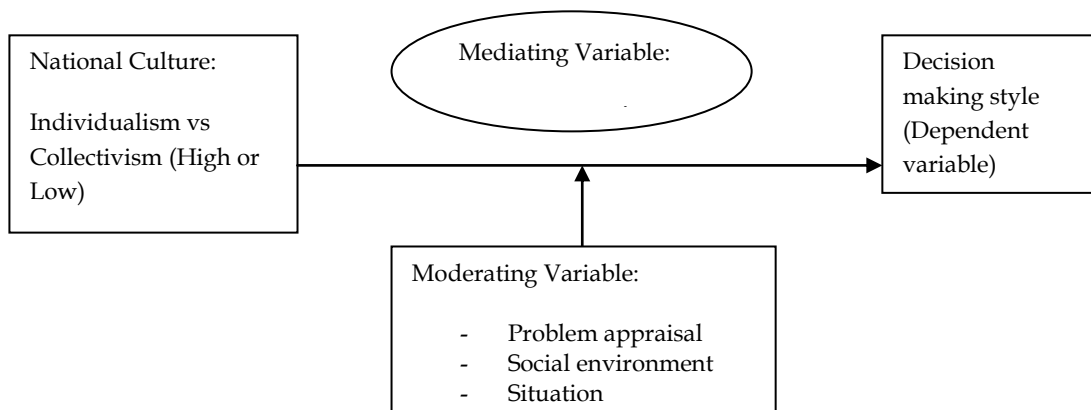 National Culture:
Individualism vs
Collectivism (High or
Low)
Mediating Variable:
Decision
making style
(Dependent
variable)
Moderating Variable:
- Problem appraisal
- Social environment
- Situation